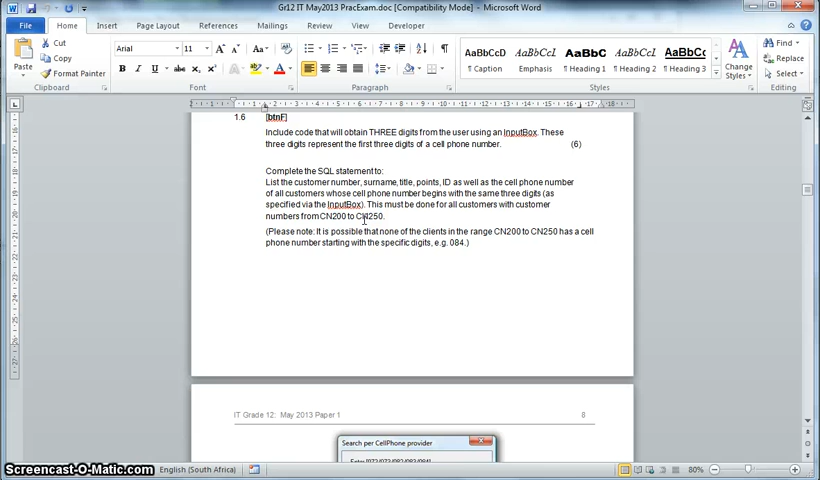 Gr12 IT May2013 PracExam.doc [Compatibility Mode] - Microsoft Word
File Home Insert Page Layout References Mailings Review View Developer
Paste
Cut
Copy
Format Painter
Clipboard
Arial 11
Font
Paragraph
AaBbCcD AaBbCcI AaBbC AaBbCcI AABBCCD
¶ Caption Emphasis ¶ Heading 1 ¶ Heading 2 ¶ Heading 3
Change Styles
Styles
Find
Replace
Select
Editing
1.6 [btnF]
Include code that will obtain THREE digits from the user using an InputBox. These
three digits represent the first three digits of a cell phone number. (6)
Complete the SQL statement to:
List the customer number, surname, title, points, ID as well as the cell phone number
of all customers whose cell phone number begins with the same three digits (as
specified via the InputBox). This must be done for all customers with customer
numbers from CN200 to CN250.
(Please note: It is possible that none of the clients in the range CN200 to CN250 has a cell
phone number starting with the specific digits, e.g. 084.)
IT Grade 12: May 2013 Paper 1 8
Search per CellPhone provider
Screencast-O-Matic.com
English (South Africa)
80%